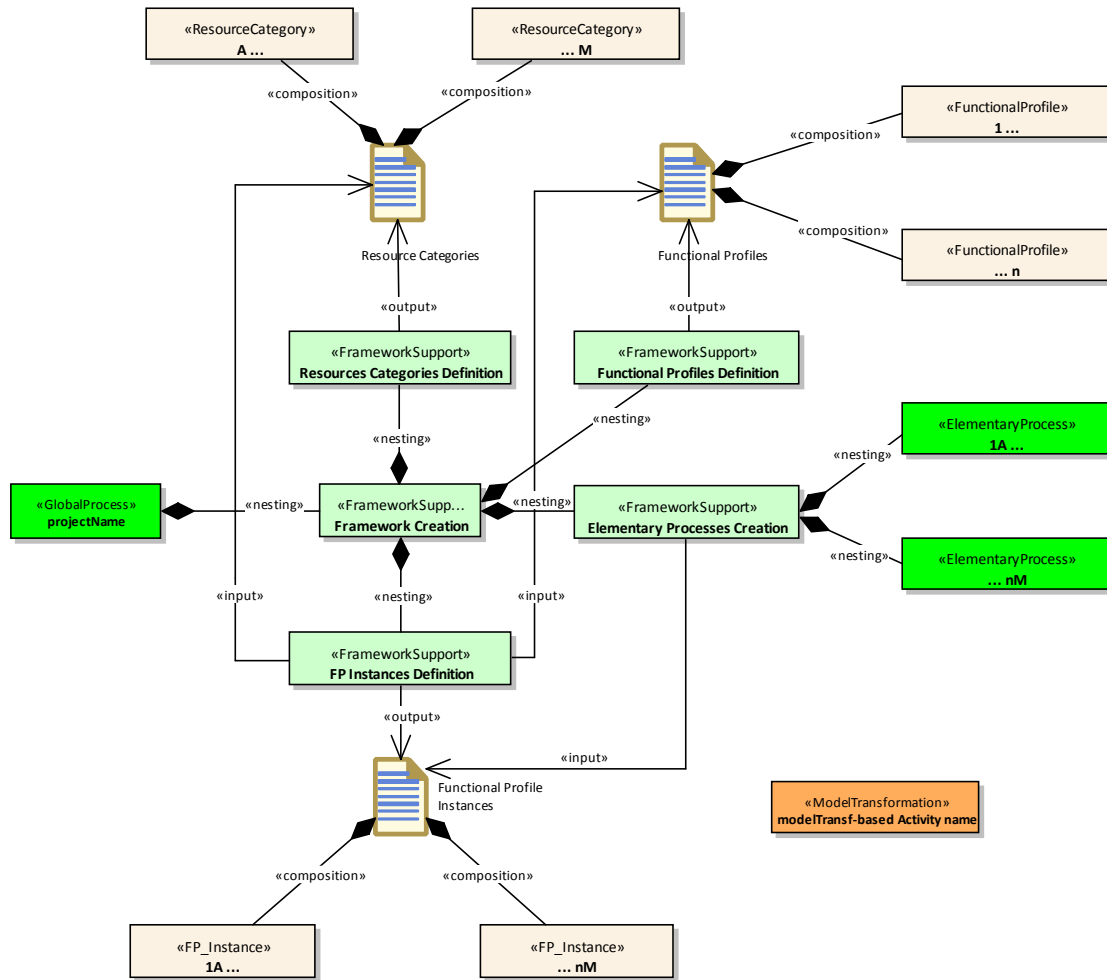 «ResourceCategory»
A ...
«ResourceCategory»
... M
«composition»
«composition»
«FunctionalProfile»
1 ...
«composition»
«composition»
«FunctionalProfile»
... n
Resource Categories
Functional Profiles
«output»
«output»
«FrameworkSupport»
Resources Categories Definition
«FrameworkSupport»
Functional Profiles Definition
«nesting»
«nesting»
«ElementaryProcess»
1A ...
«nesting»
«GlobalProcess»
projectName
«nesting»
«FrameworkSupp...
Framework Creation
«nesting»
«FrameworkSupport»
Elementary Processes Creation
«nesting»
«ElementaryProcess»
... nM
«input»
«nesting»
«input»
«FrameworkSupport»
FP Instances Definition
«output»
«input»
Functional Profile
Instances
«ModelTransformation»
modelTransf-based Activity name
«composition»
«composition»
«FP_Instance»
1A ...
«FP_Instance»
... nM